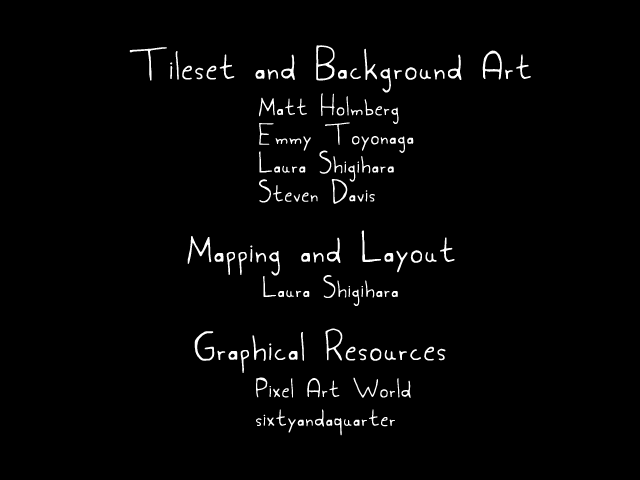 Tileset and Background Art
Matt Holmberg
Emmy Toyonaga
Laura Shigihara
Steven Davis
Mapping and Layout
Laura Shigihara
Graphical Resources
Pixel Art World
sixtyandaquarter